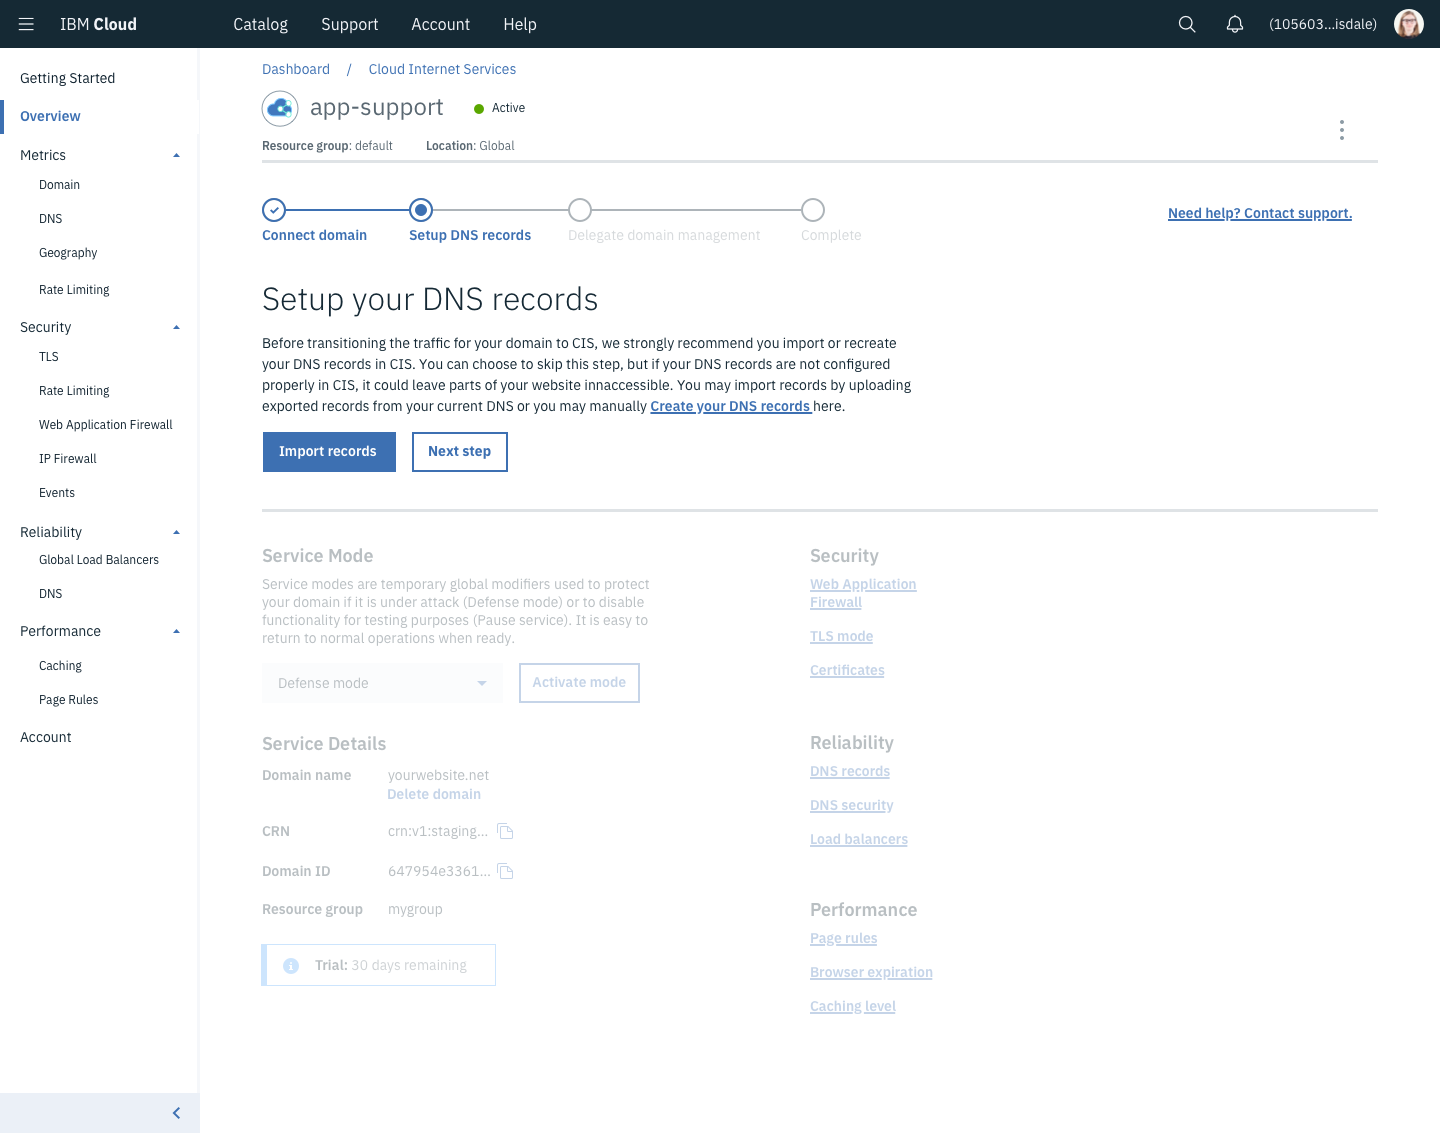 IBM Cloud
Catalog
Support
Account
Help
(105603...isdale)
Getting Started
Overview
Metrics
Domain
DNS
Geography
Rate Limiting
Security
TLS
Rate Limiting
Web Application Firewall
IP Firewall
Events
Reliability
Global Load Balancers
DNS
Performance
Caching
Page Rules
Account
Dashboard / Cloud Internet Services
app-support
Active
Resource group: default
Location: Global
Connect domain
Setup DNS records
Delegate domain management
Complete
Need help? Contact support.
Setup your DNS records
Before transitioning the traffic for your domain to CIS, we strongly recommend you import or recreate
your DNS records in CIS. You can choose to skip this step, but if your DNS records are not configured
properly in CIS, it could leave parts of your website innaccessible. You may import records by uploading
exported records from your current DNS or you may manually Create your DNS records here.
Import records
Next step
Service Mode
Service modes are temporary global modifiers used to protect
your domain if it is under attack (Defense mode) or to disable
functionality for testing purposes (Pause service). It is easy to
return to normal operations when ready.
Defense mode
Activate mode
Service Details
Domain name
yourwebsite.net
Delete domain
CRN
crn:v1:staging...
Domain ID
647954e3361...
Resource group
mygroup
Trial: 30 days remaining
Security
Web Application
Firewall
TLS mode
Certificates
Reliability
DNS records
DNS security
Load balancers
Performance
Page rules
Browser expiration
Caching level